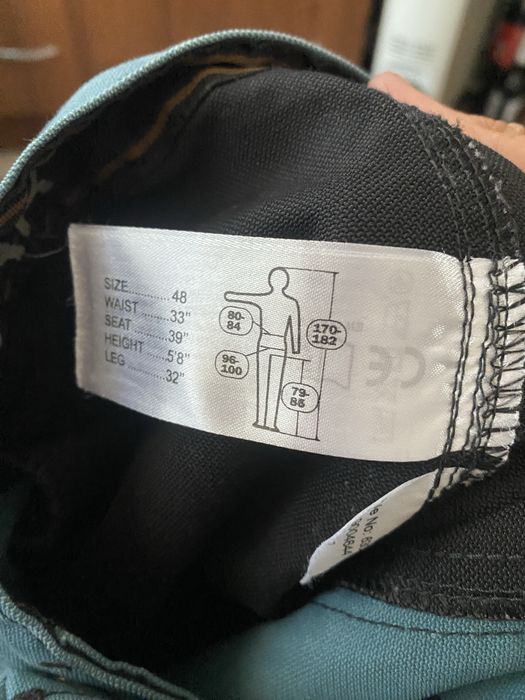 SIZE..........48
WAIST........33"
SEAT..........39"
HEIGHT.....5'8"
LEG............32"
80-
84
170-
182
96-
100
79-
85
CE
No.